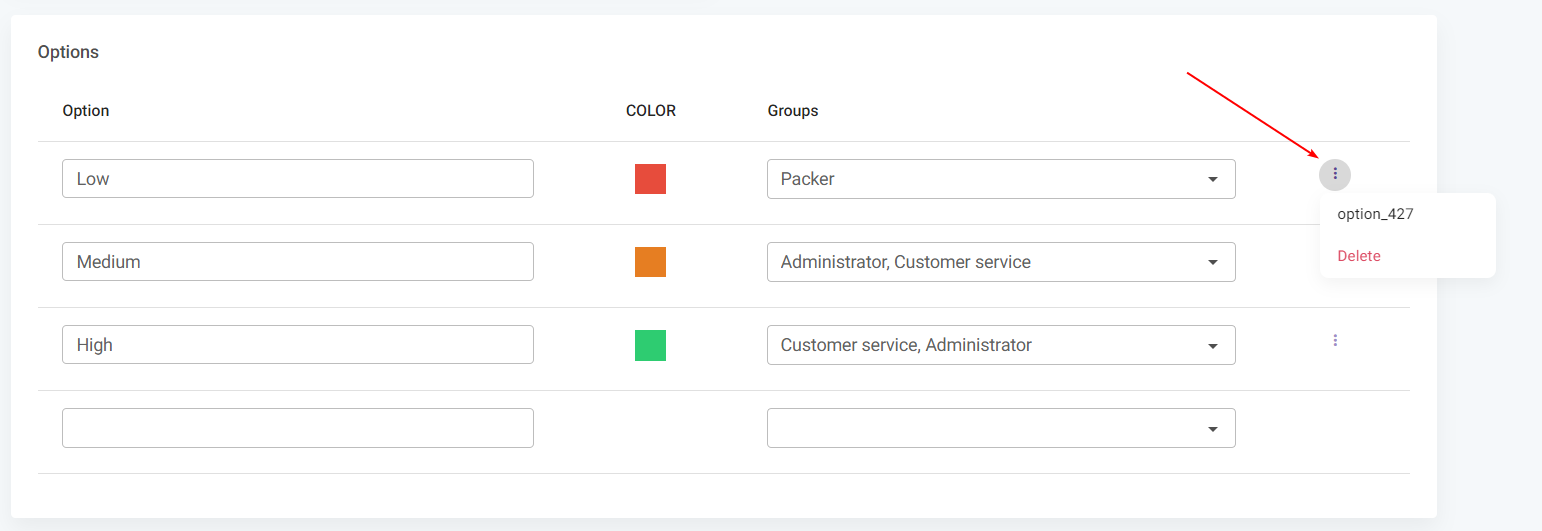 Options
Option COLOR Groups
Low Packer
option_427
Medium Administrator, Customer service
Delete
High Customer service, Administrator